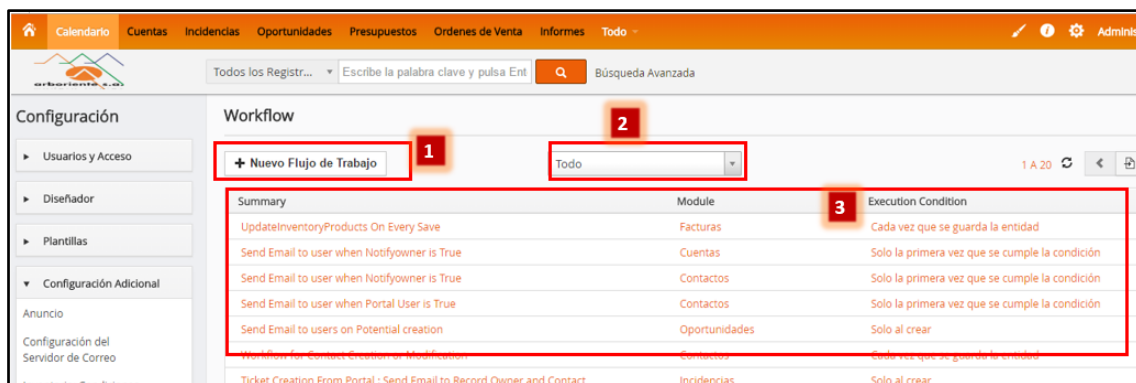 Calendario Cuentas Incidencias Oportunidades Presupuestos Ordenes de Venta Informes Todo Adminis
arboriente s.a. Todos los Registr... Escribe la palabra clave y pulsa Ent Búsqueda Avanzada
Configuración Workflow
2
1
Usuarios y Acceso + Nuevo Flujo de Trabajo Todo 1 A 20
Diseñador Summary Module 3 Execution Condition
UpdateInventoryProducts On Every Save Facturas Cada vez que se guarda la entidad
Plantillas Send Email to user when Notifyowner is True Cuentas Solo la primera vez que se cumple la condición
Send Email to user when Notifyowner is True Contactos Solo la primera vez que se cumple la condición
Configuración Adicional
Send Email to user when Portal User is True Contactos Solo la primera vez que se cumple la condición
Anuncio
Send Email to users on Potential creation Oportunidades Solo al crear
Configuración del
Servidor de Correo Workflow for Contact Creation or Modification Contactos Cada vez que se guarda la entidad
Ticket Creation From Portal : Send Email to Record Owner and Contact Incidencias Solo al crear